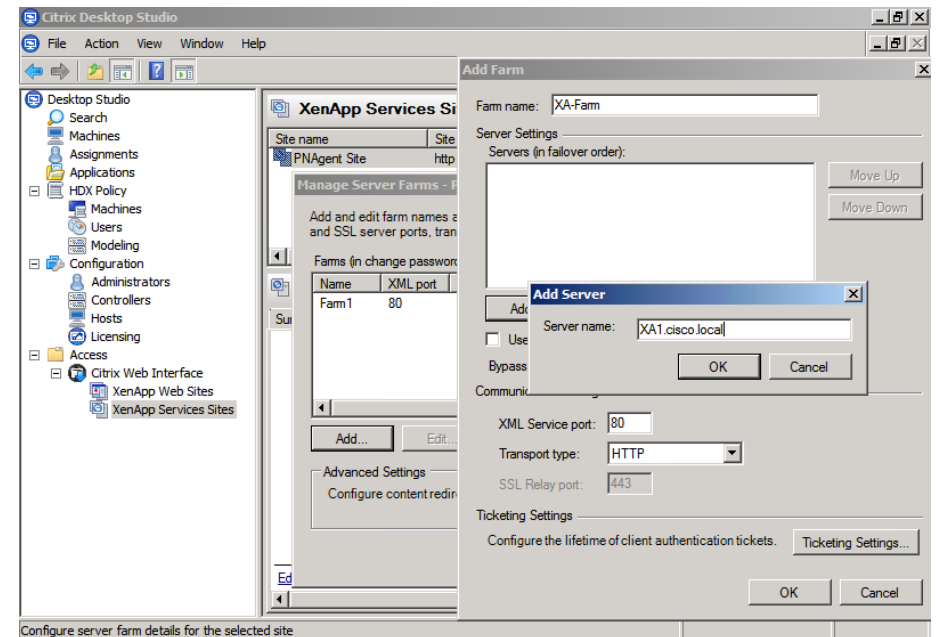 Citrix Desktop Studio
File Action View Window Help
Desktop Studio
Search
Machines
Assignments
Applications
HDX Policy
Machines
Users
Modeling
Configuration
Administrators
Controllers
Hosts
Licensing
Access
Citrix Web Interface
XenApp Web Sites
XenApp Services Sites
XenApp Services Si
Site name Site
PNAgent Site http
Manage Server Farms - P
Add and edit farm names a
and SSL server ports, tran
Farms (in change password
Name XML port
Farm1 80
Sur
Add... Edit...
Advanced Settings
Configure content redire
Ed
Add Farm
Farm name: XA-Farm
Server Settings
Servers (in failover order):
Move Up
Move Down
Add
Use
Bypass
Communic
Add Server
Server name: XA1.cisco.local
OK Cancel
XML Service port: 80
Transport type: HTTP
SSL Relay port: 443
Ticketing Settings
Configure the lifetime of client authentication tickets. Ticketing Settings...
OK Cancel
Configure server farm details for the selected site